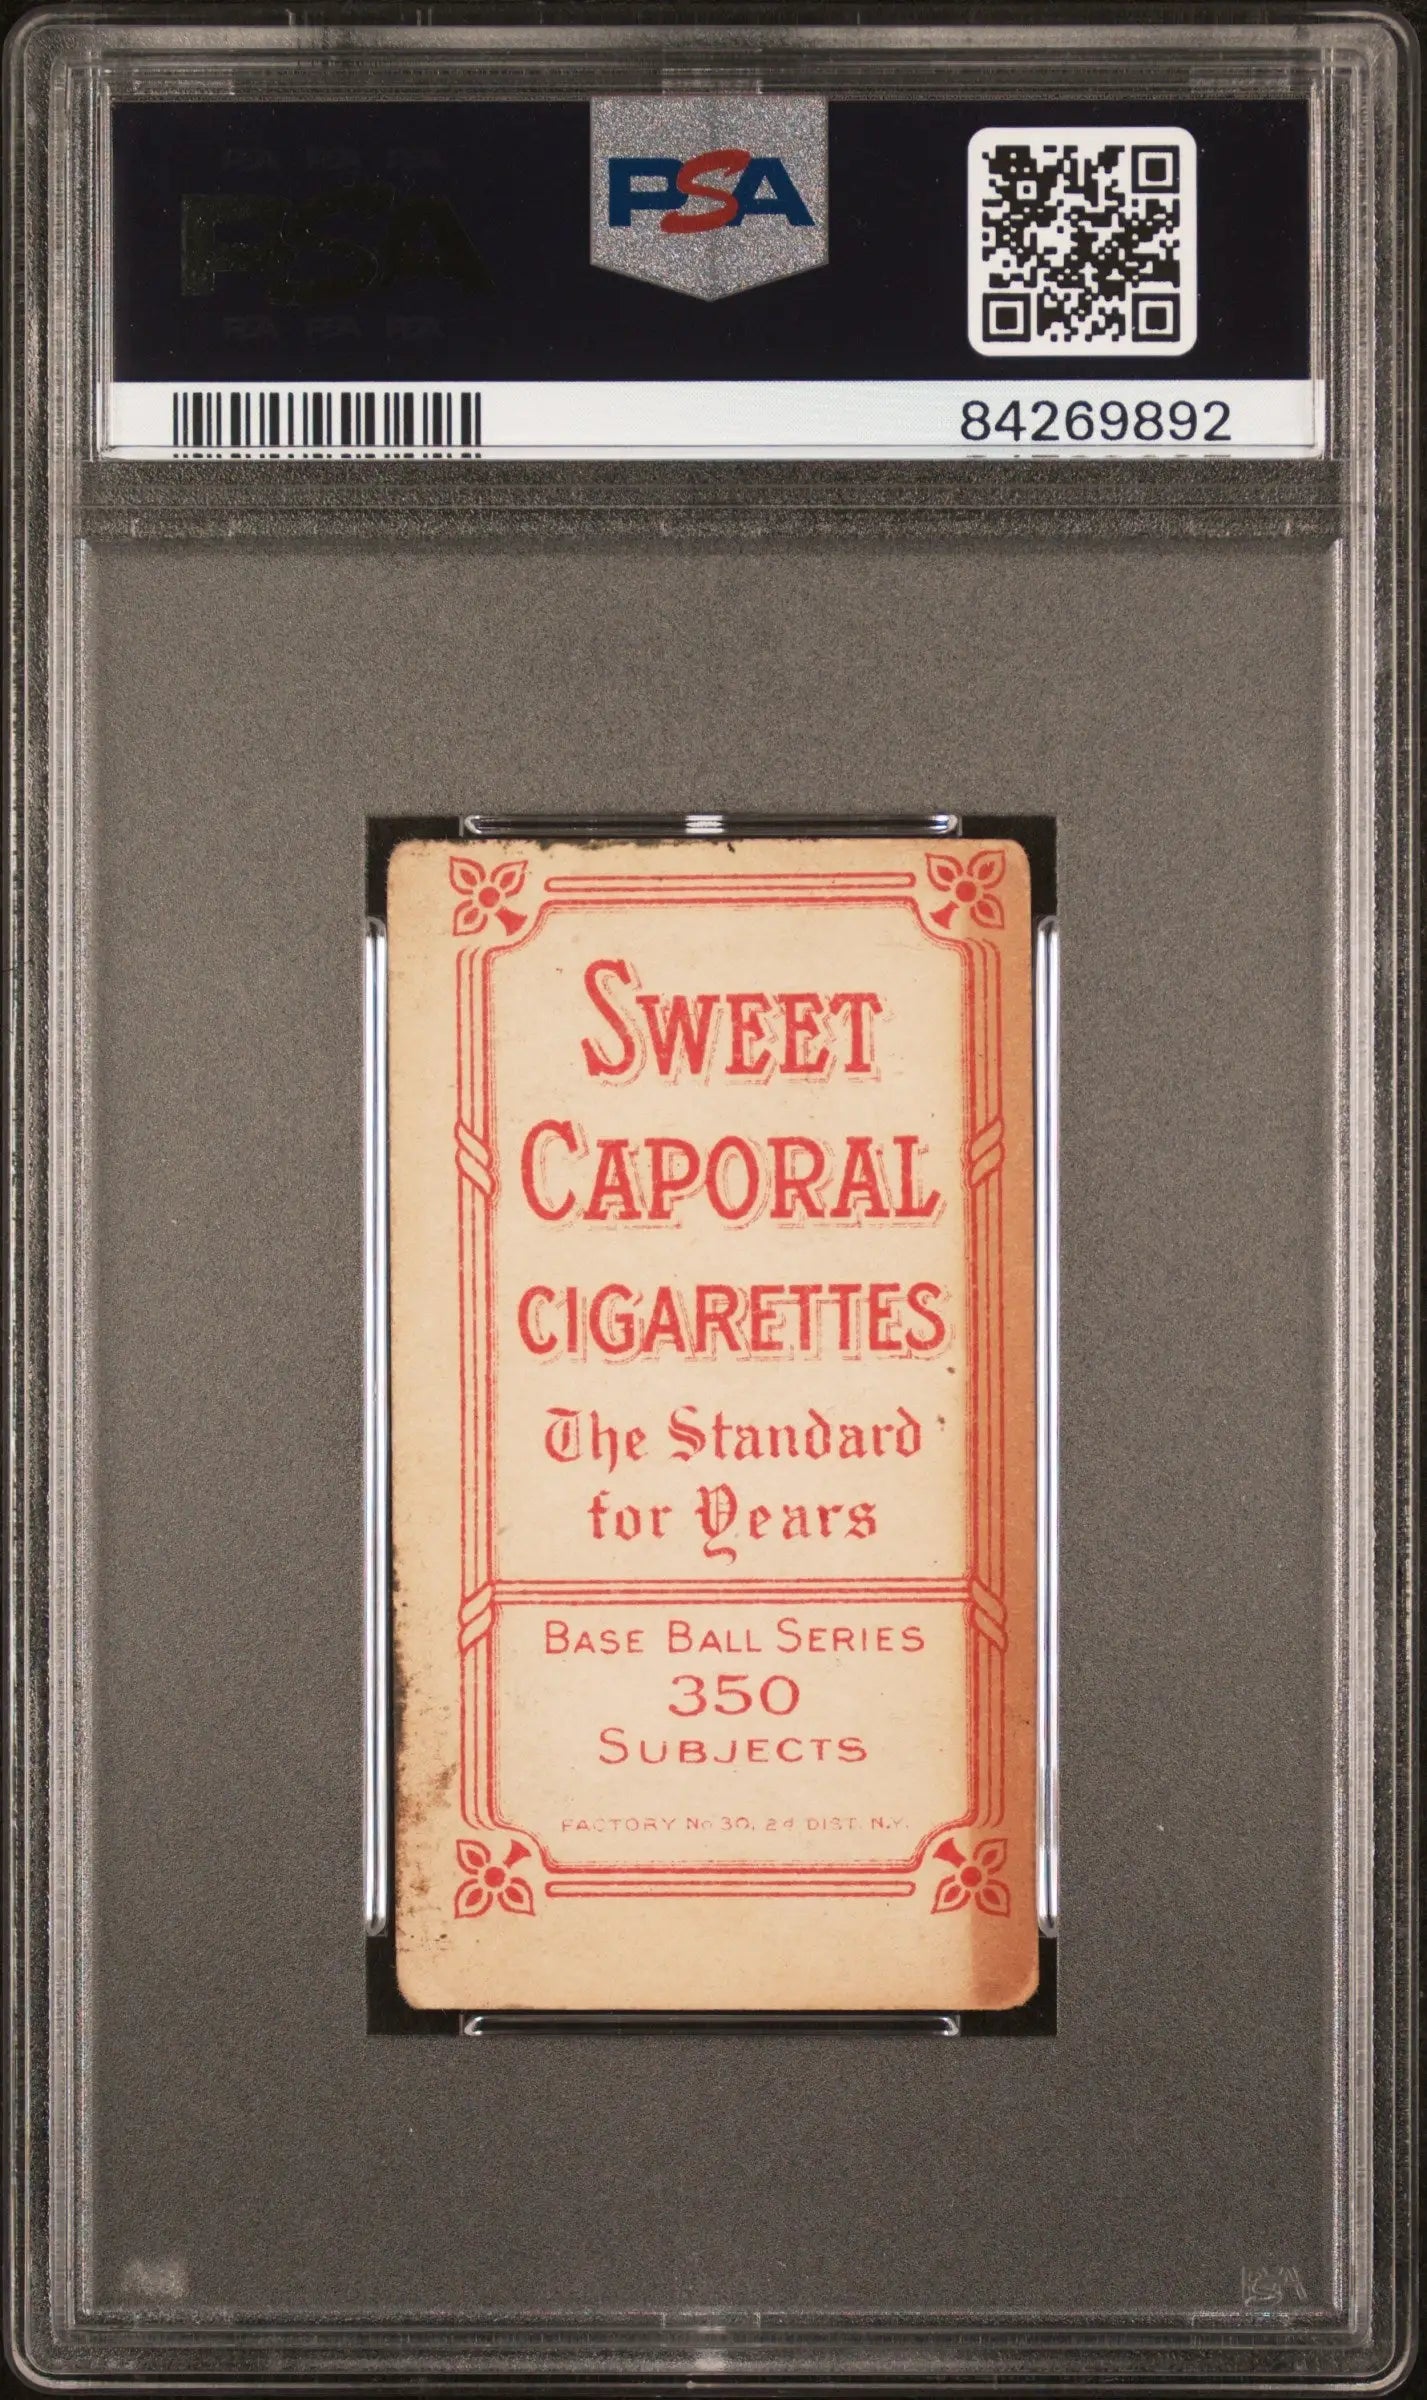 PSA
84269892
SWEET
CAPORAL
CIGARETTES
The Standard
for Years
BASE BALL SERIES
350
SUBJECTS
FACTORY No 30, 2d DIST. N.Y.